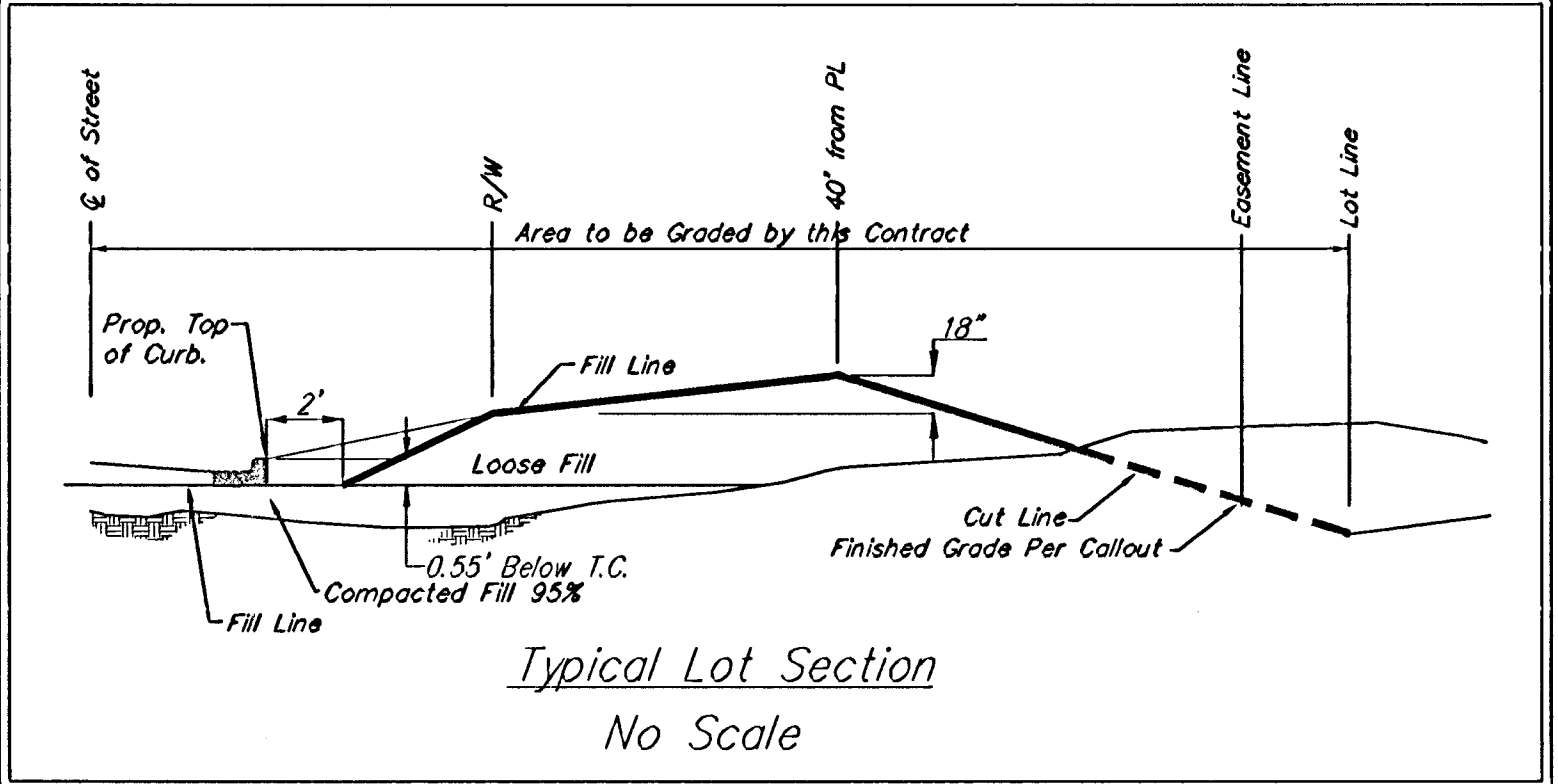 ℄ of Street
R/W
40' from PL
Easement Line
Lot Line
Area to be Graded by this Contract
Prop. Top
of Curb.
2'
Fill Line
18"
Loose Fill
Cut Line
Finished Grade Per Callout
0.55' Below T.C.
Compacted Fill 95%
Fill Line
Typical Lot Section
No Scale